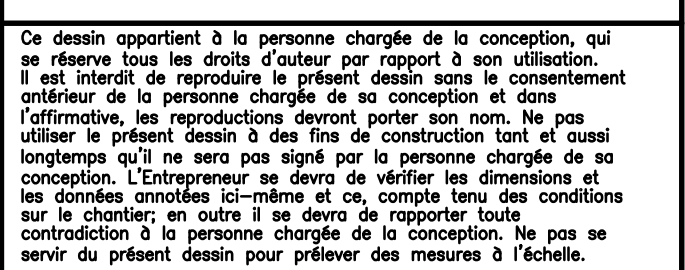 Ce dessin appartient à la personne chargée de la conception, qui
se réserve tous les droits d'auteur par rapport à son utilisation.
Il est interdit de reproduire le présent dessin sans le consentement
antérieur de la personne chargée de sa conception et dans
l'affirmative, les reproductions devront porter son nom. Ne pas
utiliser le présent dessin à des fins de construction tant et aussi
longtemps qu'il ne sera pas signé par la personne chargée de sa
conception. L'Entrepreneur se devra de vérifier les dimensions et
les données annotées ici-même et ce, compte tenu des conditions
sur le chantier; en outre il se devra de rapporter toute
contradiction à la personne chargée de la conception. Ne pas se
servir du présent dessin pour prélever des mesures à l'échelle.